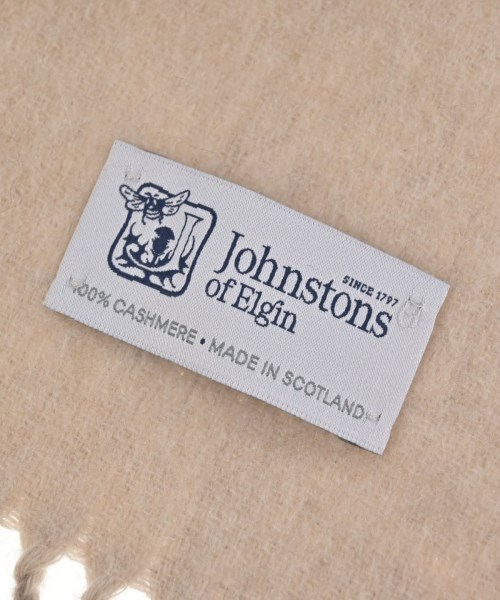 Johnstons
of Elgin
SINCE 1797
100% CASHMERE • MADE IN SCOTLAND